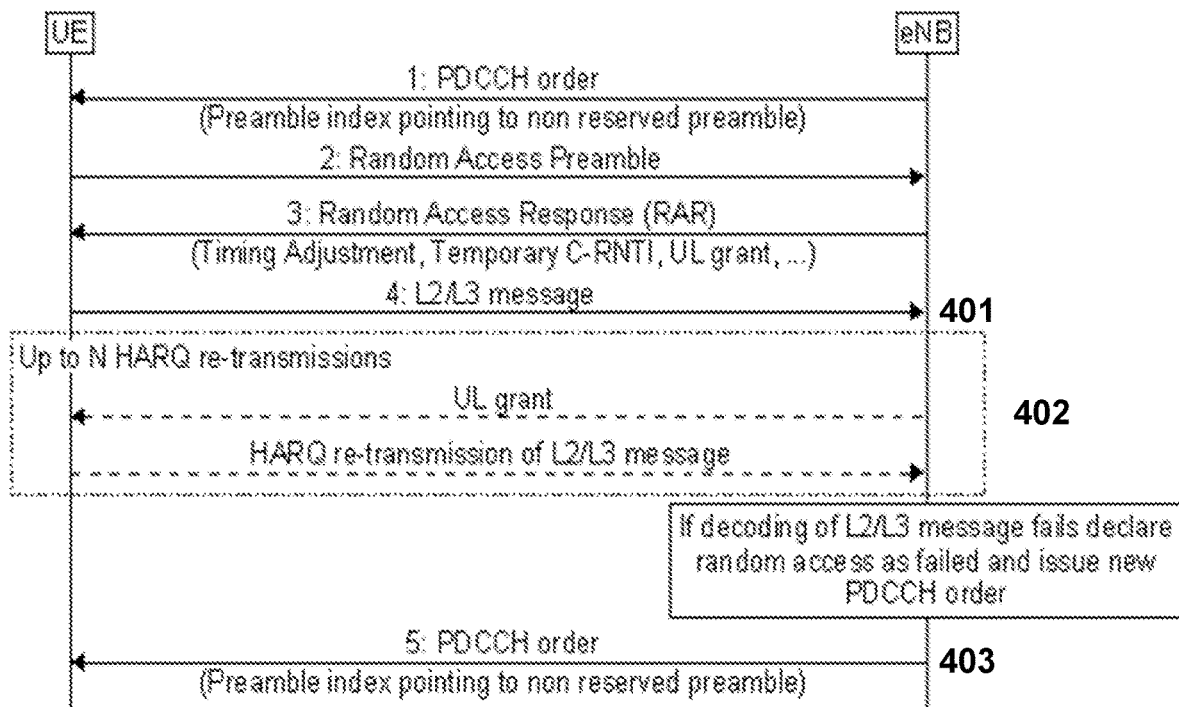 UE
eNB
1: PDCCH order
(Preamble index pointing to non reserved preamble)
2: Random Access Preamble
3: Random Access Response (RAR)
(Timing Adjustment, Temporary C-RNTI, UL grant, ...)
4: L2/L3 message
401
Up to N HARQ re-transmissions
UL grant
402
HARQ re-transmission of L2/L3 message
If decoding of L2/L3 message fails declare
random access as failed and issue new
PDCCH order
5: PDCCH order
403
(Preamble index pointing to non reserved preamble)